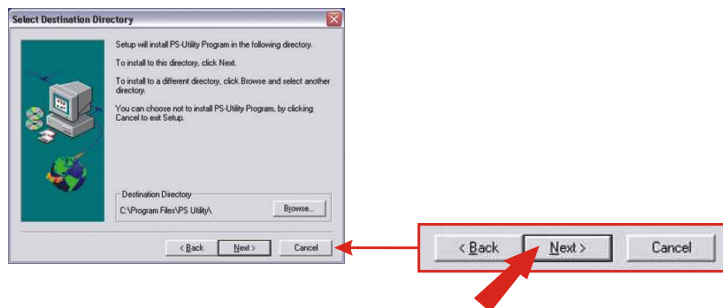 Select Destination Directory
Setup will install PS-Utility Program in the following directory.
To install to this directory, click Next.
To install to a different directory, click Browse and select another
directory.
You can choose not to install PS-Utility Program, by clicking
Cancel to exit Setup.
Destination Directory
C:\Program Files\PS Utility\
Browse...
< Back
Next >
Cancel
< Back
Next >
Cancel